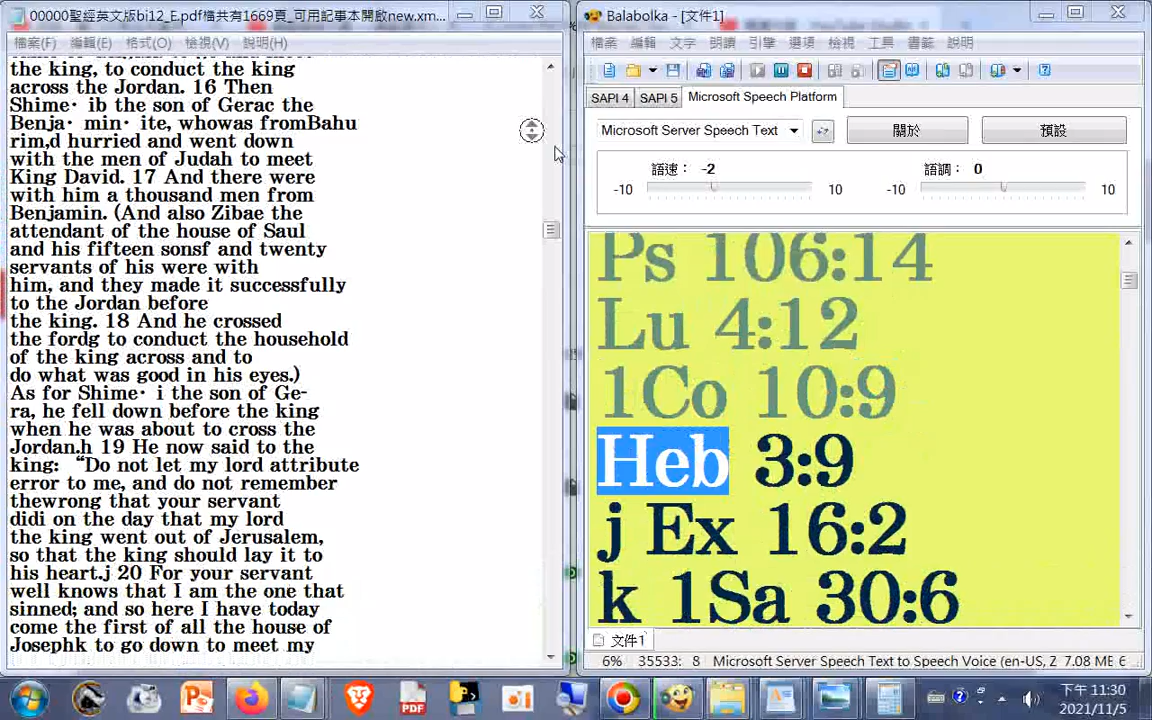 00000聖經英文版bi12_E.pdf檔共有1669頁_可用記事本開啟new.xm...
檔案(F) 編輯(E) 格式(O) 檢視(V) 說明(H)
the king, to conduct the king
across the Jordan. 16 Then
Shime· ib the son of Gerac the
Benja· min· ite, whowas fromBahu
rim,d hurried and went down
with the men of Judah to meet
King David. 17 And there were
with him a thousand men from
Benjamin. (And also Zibae the
attendant of the house of Saul
and his fifteen sonsf and twenty
servants of his were with
him, and they made it successfully
to the Jordan before
the king. 18 And he crossed
the fordg to conduct the household
of the king across and to
do what was good in his eyes.)
As for Shime· i the son of Ge-
ra, he fell down before the king
when he was about to cross the
Jordan.h 19 He now said to the
king: “Do not let my lord attribute
error to me, and do not remember
thewrong that your servant
didi on the day that my lord
the king went out of Jerusalem,
so that the king should lay it to
his heart.j 20 For your servant
well knows that I am the one that
sinned; and so here I have today
come the first of all the house of
Josephk to go down to meet my
Balabolka - [文件1]
檔案 編輯 文字 朗讀 引擎 選項 檢視 工具 書籤 說明
SAPI 4 SAPI 5 Microsoft Speech Platform
Microsoft Server Speech Text 關於 預設
語速: -2 語調: 0
-10 10 -10 10
Ps 106:14
Lu 4:12
1Co 10:9
Heb 3:9
j Ex 16:2
k 1Sa 30:6
文件1
6% 35533: 8 Microsoft Server Speech Text to Speech Voice (en-US, Z 7.08 MB 6
PDF
下午 11:30
2021/11/5